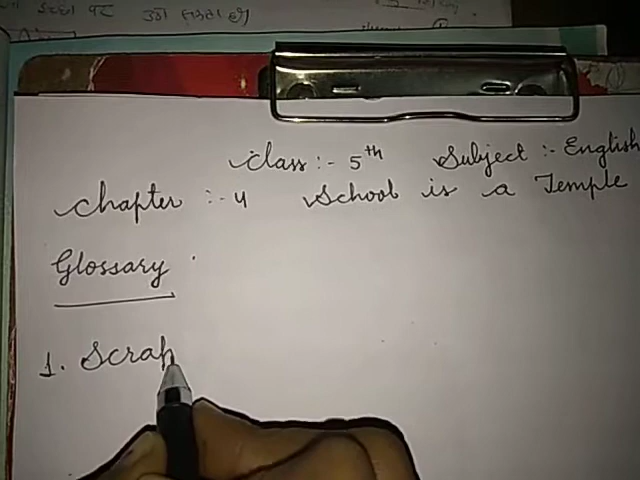 Class :- 5th Subject :- English
Chapter :- 4 School is a Temple
Glossary
1. Scrap